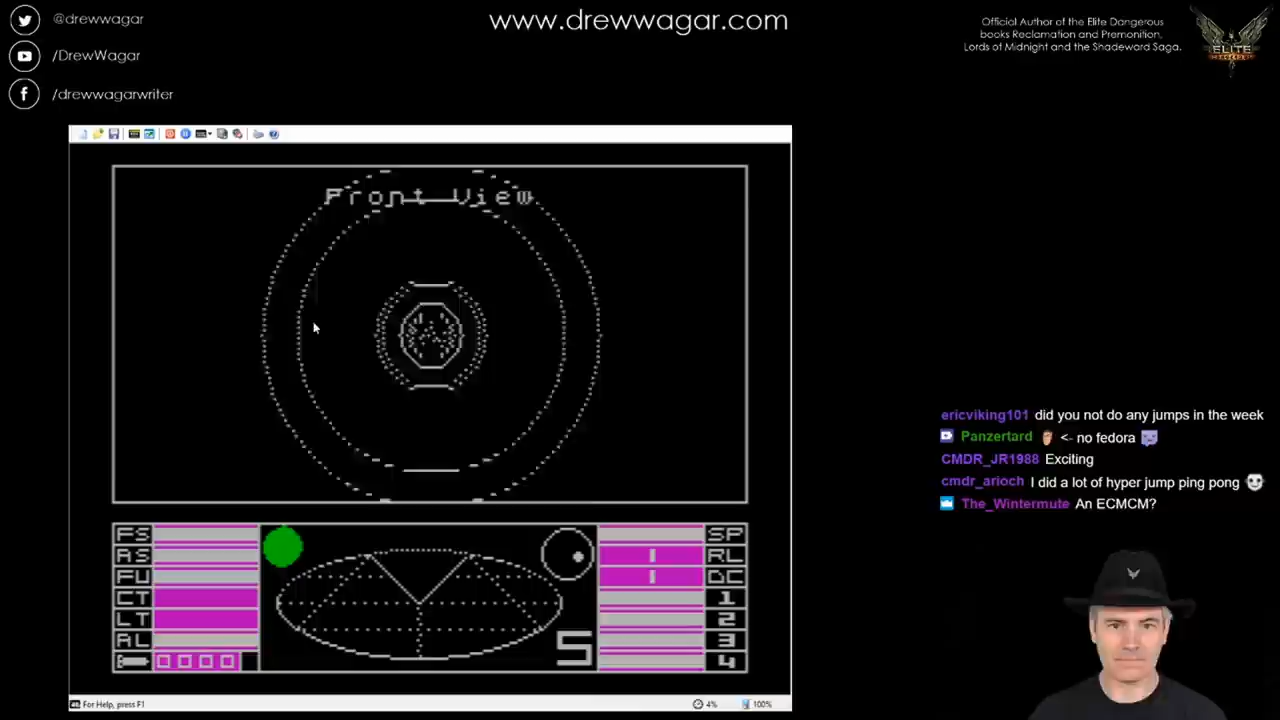 @drewwagar
/DrewWagar
/drewwagarwriter
www.drewwagar.com
Official Author of the Elite Dangerous
books Reclamation and Premonition,
Lords of Midnight and the Shadeward Saga.
ELITE
DANGEROUS
Front View
FS
AS
FU
CT
LT
AL
S
SP
RL
DC
1
2
3
4
For Help, press F1
4%
100%
ericviking101 did you not do any jumps in the week
Panzertard <- no fedora
CMDR_JR1988 Exciting
cmdr_arioch I did a lot of hyper jump ping pong
The_Wintermute An ECMCM?